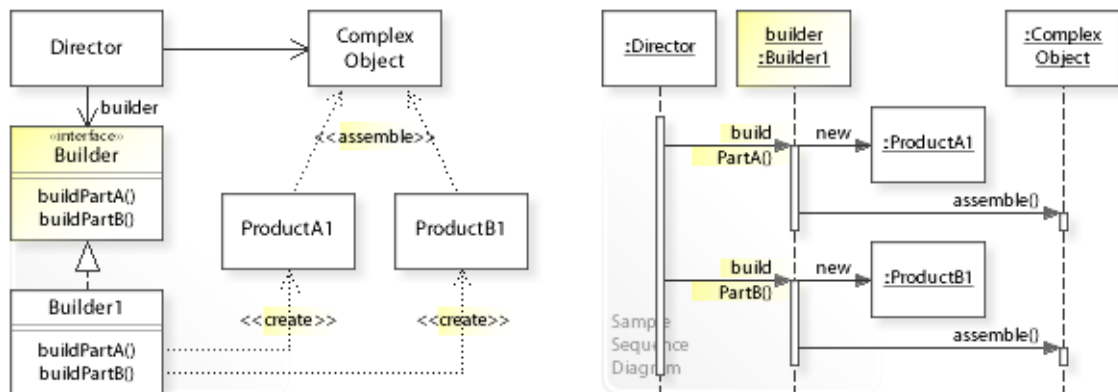 Director
Complex
Object
builder
«interface»
Builder
buildPartA()
buildPartB()
<<assemble>>
ProductA1
ProductB1
Builder1
buildPartA()
buildPartB()
<<create>>
<<create>>
:Director
builder
:Builder1
:Complex
Object
build
PartA()
new
:ProductA1
assemble()
build
PartB()
new
:ProductB1
assemble()
Sample
Sequence
Diagram